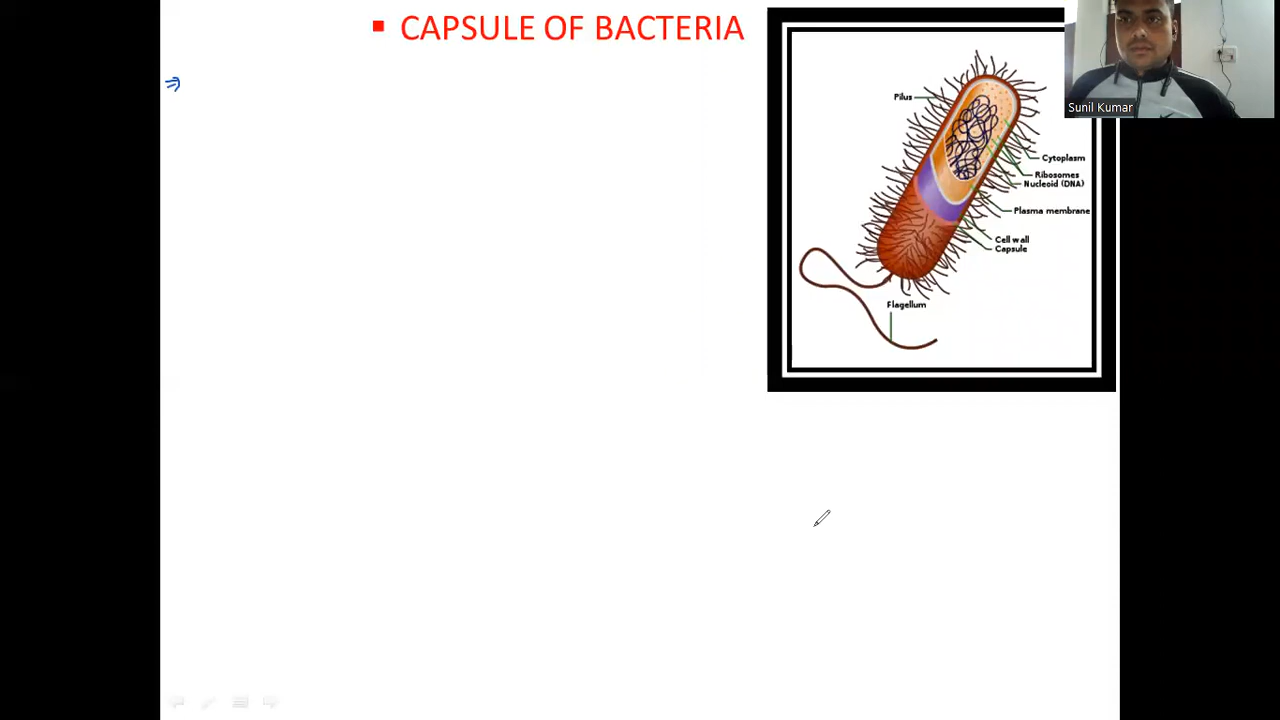 ▪ CAPSULE OF BACTERIA
⇒
Pilus
Sunil Kumar
Cytoplasm
Ribosomes
Nucleoid (DNA)
Plasma membrane
Cell wall
Capsule
Flagellum